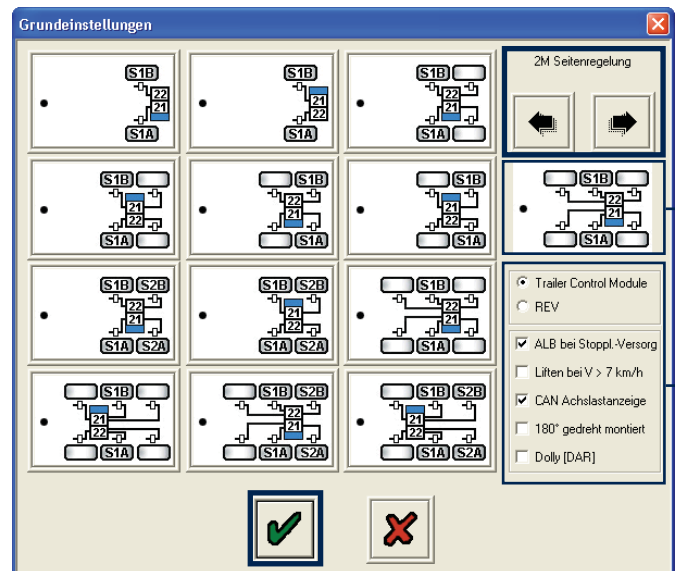 Grundeinstellungen
S1B
22
21
S1A
S1B
21
22
S1A
S1B
22
21
S1A
2M Seitenregelung
S1B
21
22
S1A
S1B
22
21
S1A
S1B
21
22
S1A
S1B
22
21
S1A
S1B S2B
22
21
S1A S2A
S1B S2B
21
22
S1A S2A
S1B
22
21
S1A
Trailer Control Module
REV
ALB bei Stoppl.-Versorg
Liften bei V > 7 km/h
CAN Achslastanzeige
180° gedreht montiert
Dolly [DAR]
S1B
21
22
S1A
S1B S2B
22
21
S1A S2A
S1B S2B
21
22
S1A S2A